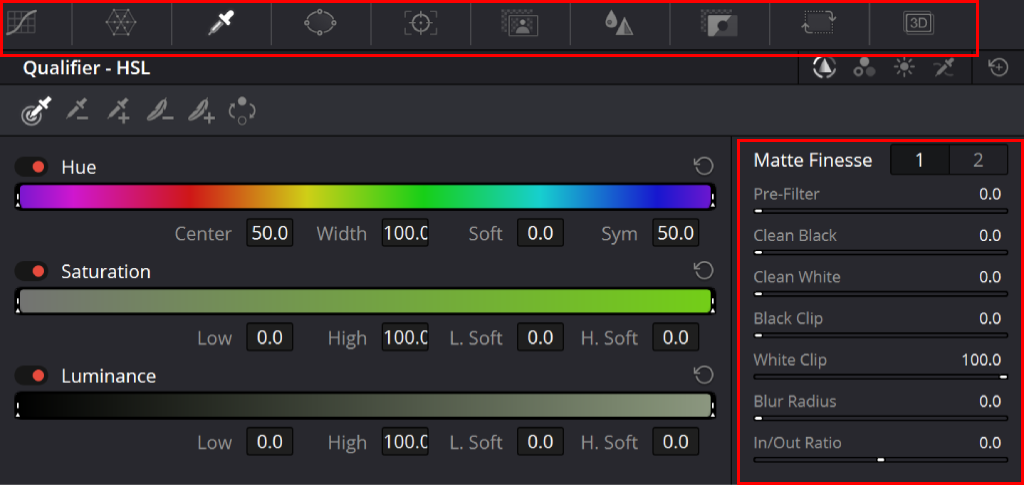 3D
Qualifier - HSL
Hue
Center 50.0 Width 100.0 Soft 0.0 Sym 50.0
Saturation
Low 0.0 High 100.0 L. Soft 0.0 H. Soft 0.0
Luminance
Low 0.0 High 100.0 L. Soft 0.0 H. Soft 0.0
Matte Finesse 1 2
Pre-Filter 0.0
Clean Black 0.0
Clean White 0.0
Black Clip 0.0
White Clip 100.0
Blur Radius 0.0
In/Out Ratio 0.0